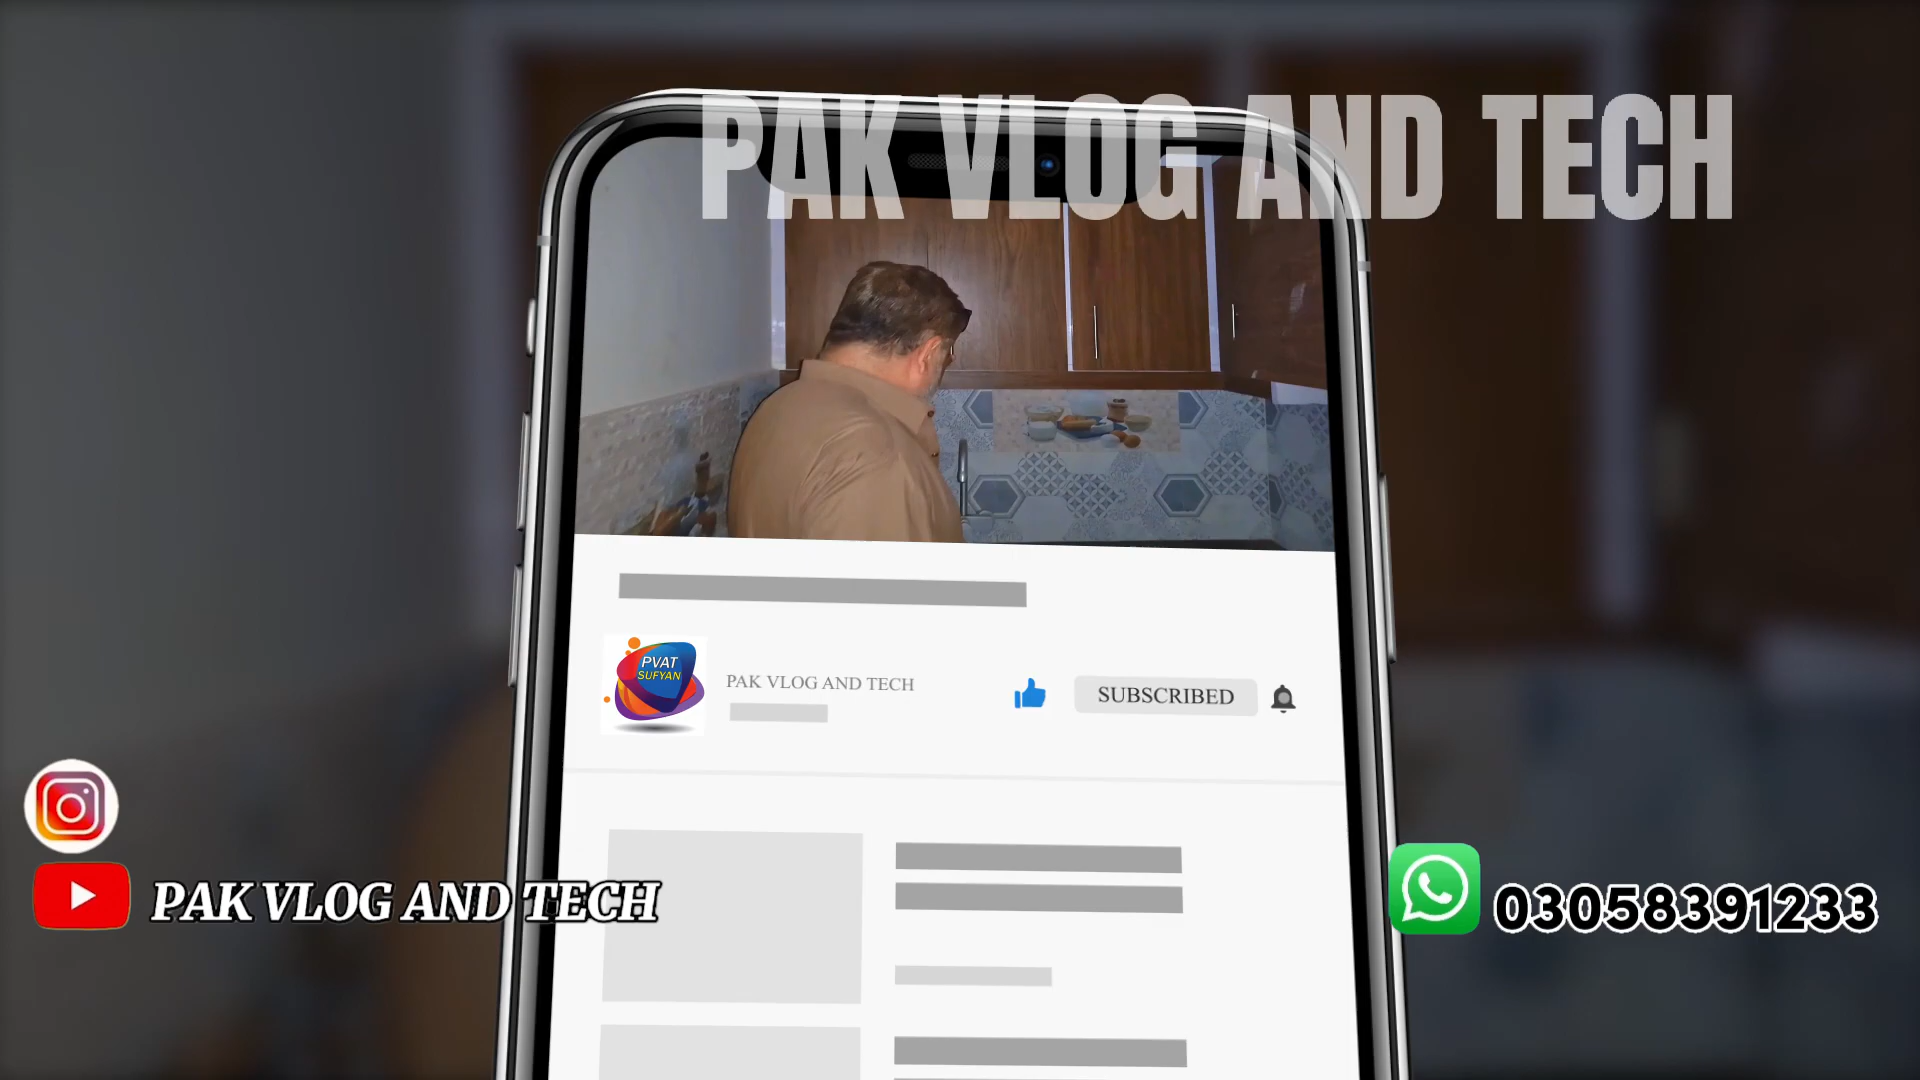 PAK VLOG AND TECH
PVAT
SUFYAN
PAK VLOG AND TECH
SUBSCRIBED
PAK VLOG AND TECH
03058391233